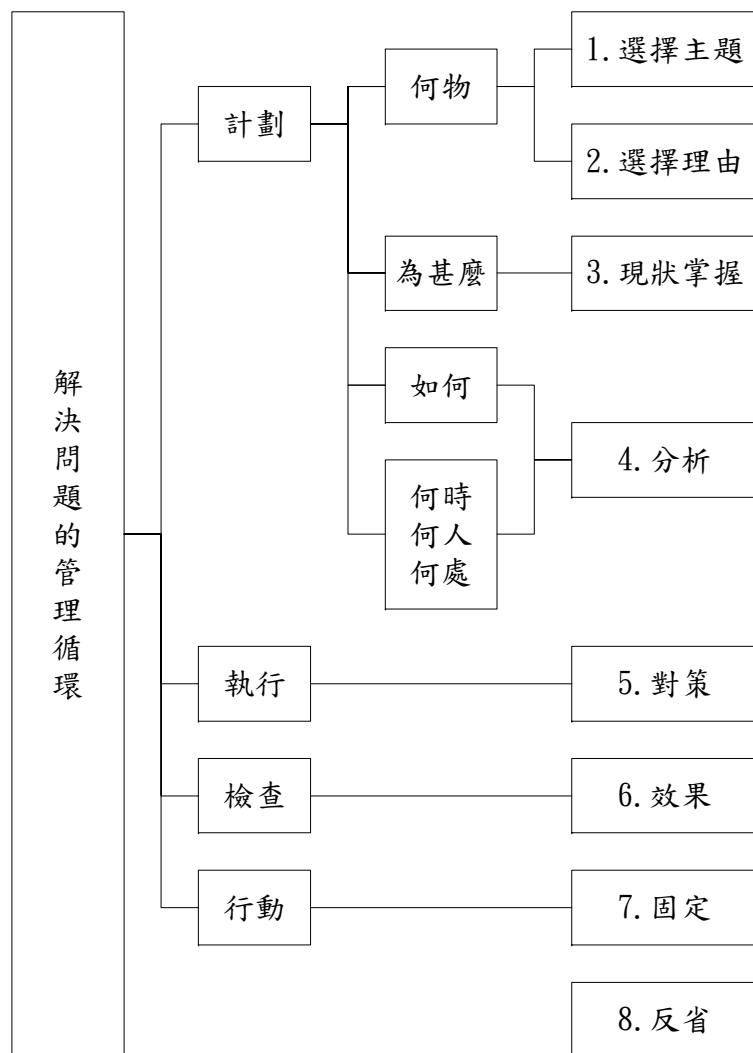 解決問題的管理循環
計劃
何物
1.選擇主題
2.選擇理由
為甚麼
3.現狀掌握
如何
何時
何人
何處
4.分析
執行
5.對策
檢查
6.效果
行動
7.固定
8.反省